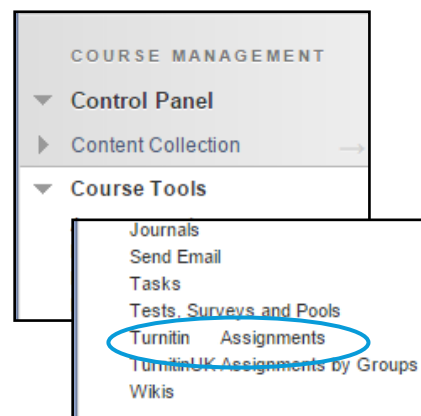 COURSE MANAGEMENT
Control Panel
Content Collection
Course Tools
Journals
Send Email
Tasks
Tests, Surveys and Pools
Turnitin Assignments
TurnitinUK Assignments by Groups
Wikis